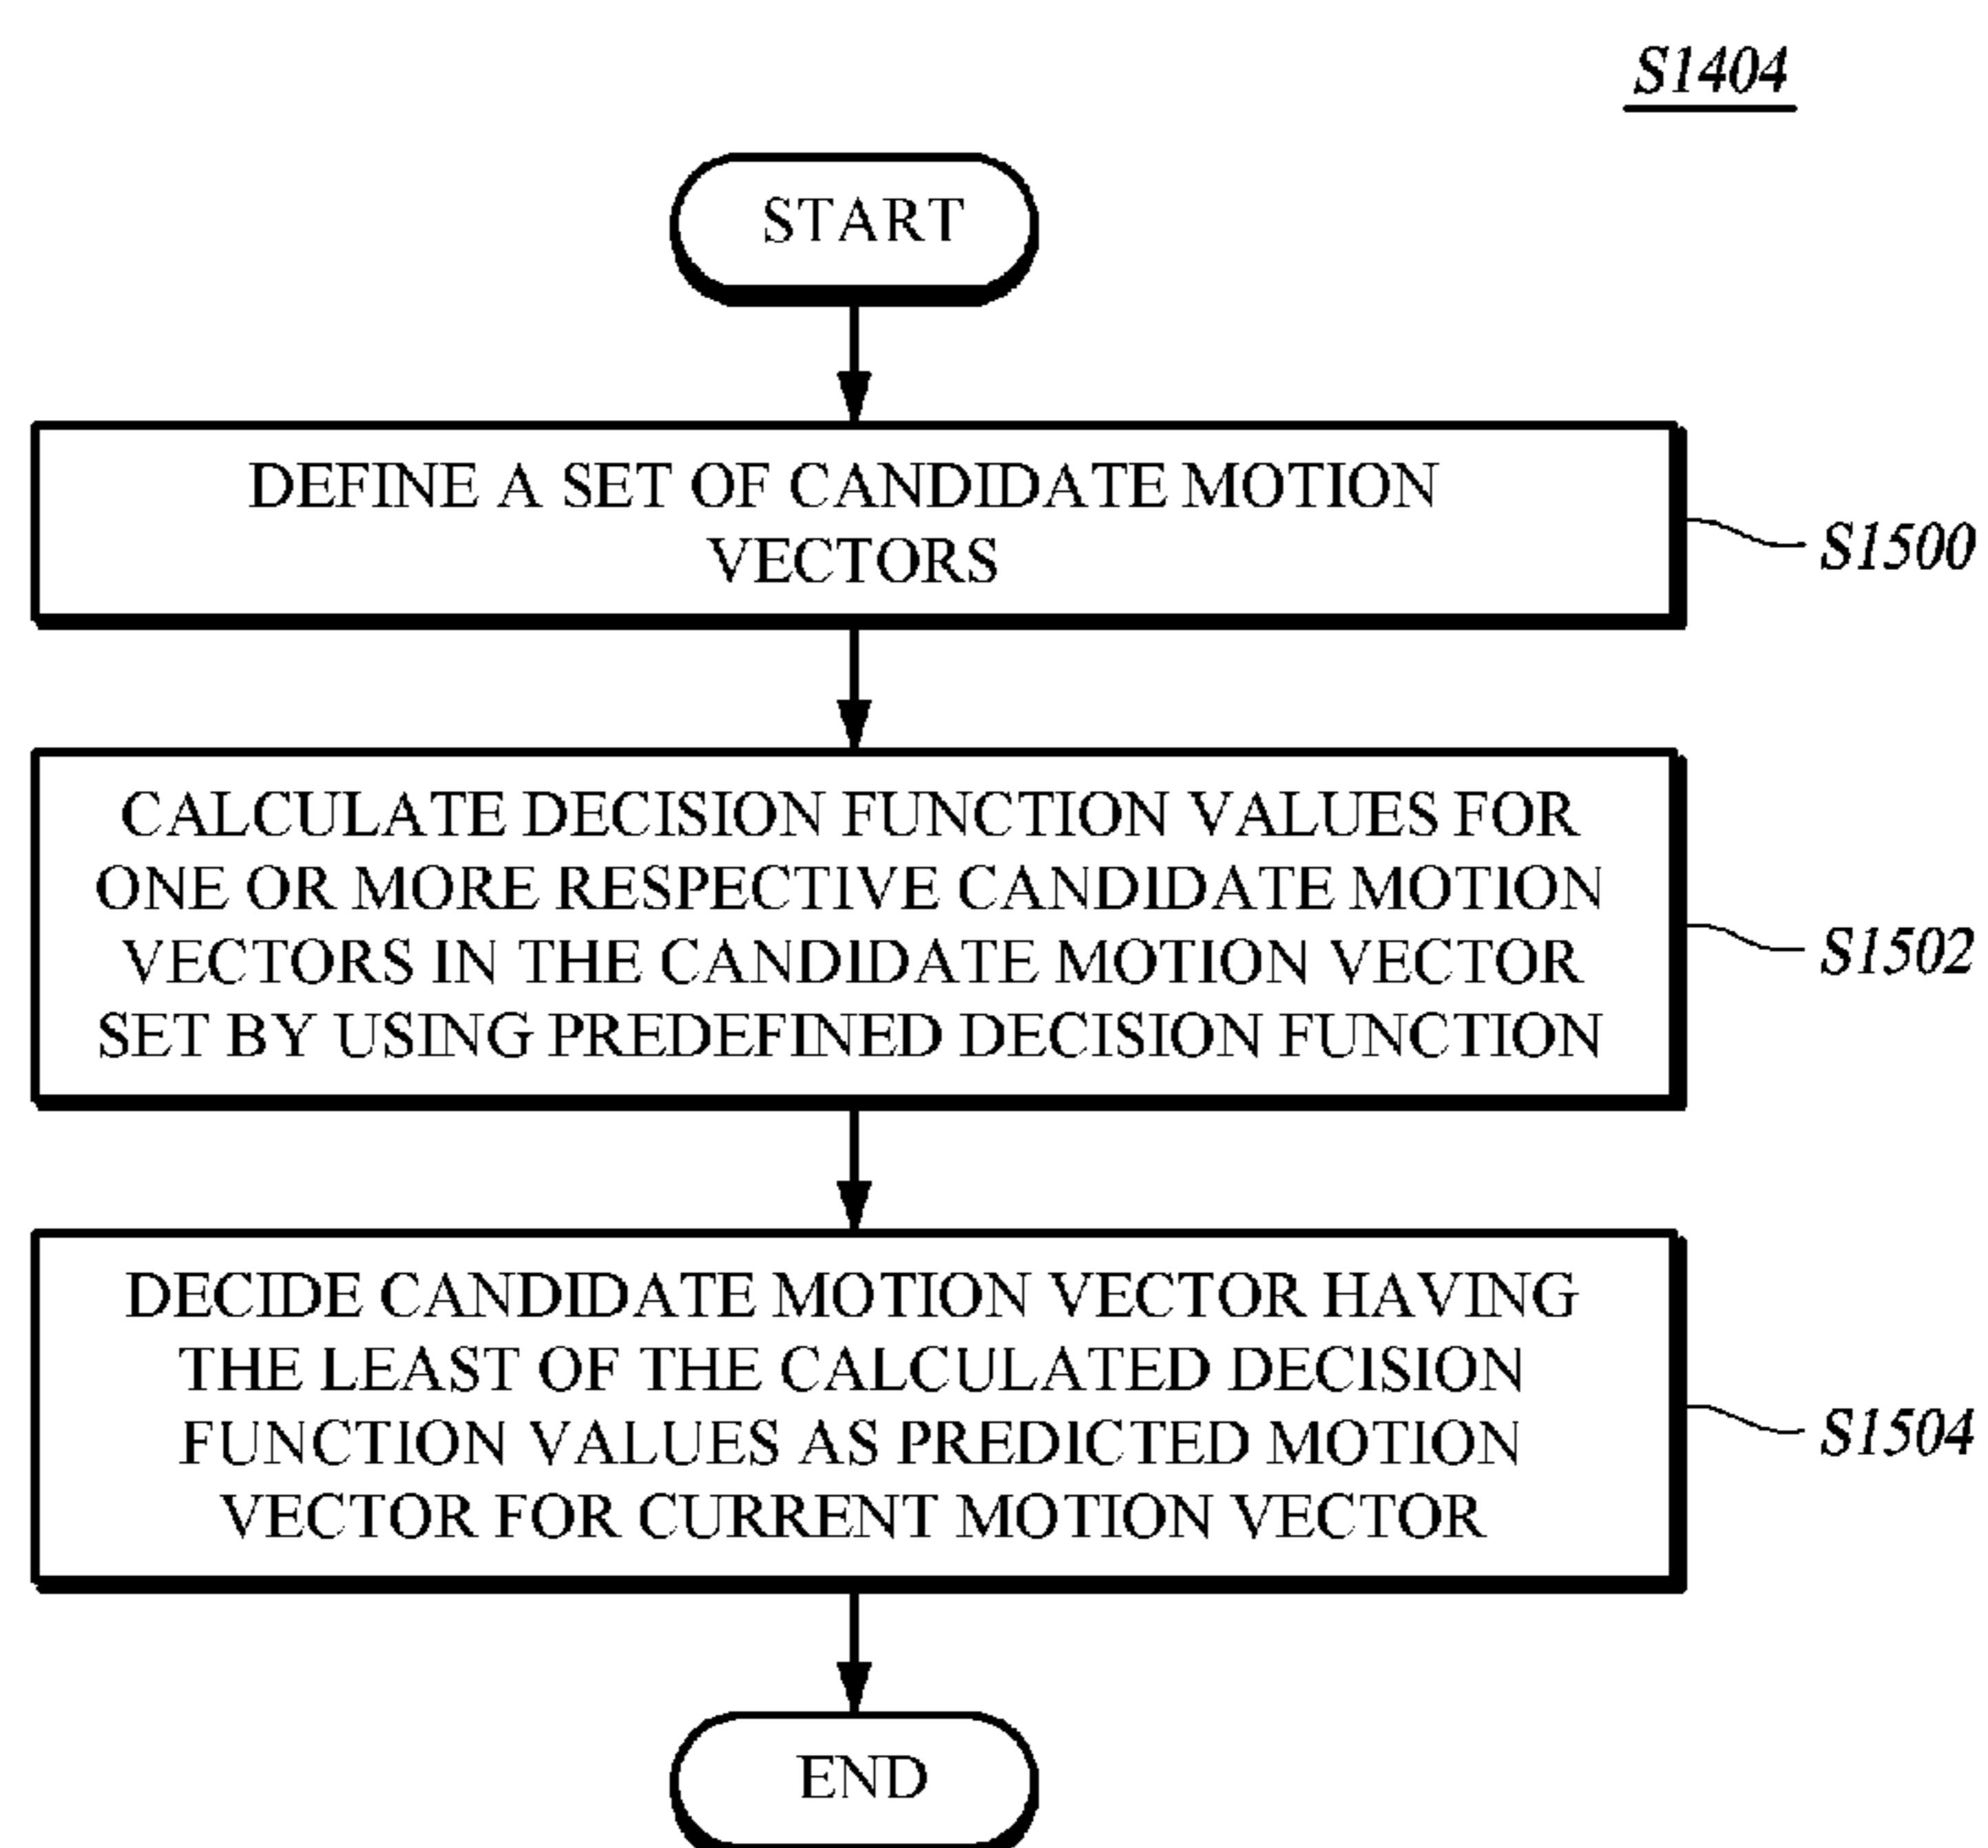 S1404
START
DEFINE A SET OF CANDIDATE MOTION
VECTORS
S1500
CALCULATE DECISION FUNCTION VALUES FOR
ONE OR MORE RESPECTIVE CANDIDATE MOTION
VECTORS IN THE CANDIDATE MOTION VECTOR
SET BY USING PREDEFINED DECISION FUNCTION
S1502
DECIDE CANDIDATE MOTION VECTOR HAVING
THE LEAST OF THE CALCULATED DECISION
FUNCTION VALUES AS PREDICTED MOTION
VECTOR FOR CURRENT MOTION VECTOR
S1504
END